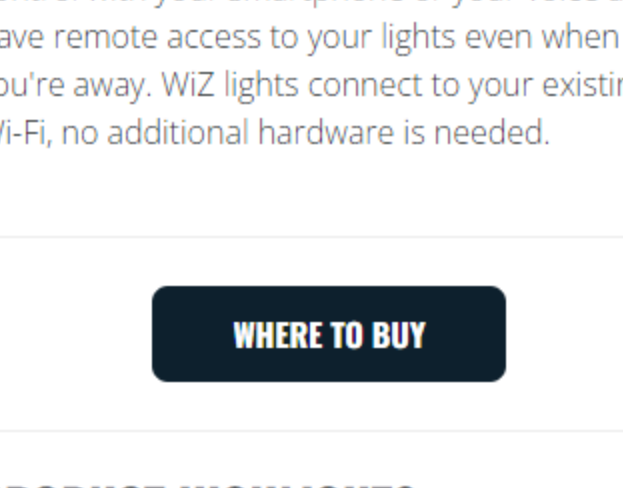 ave remote access to your lights even when
ou're away. WiZ lights connect to your existin
i-Fi, no additional hardware is needed.
WHERE TO BUY